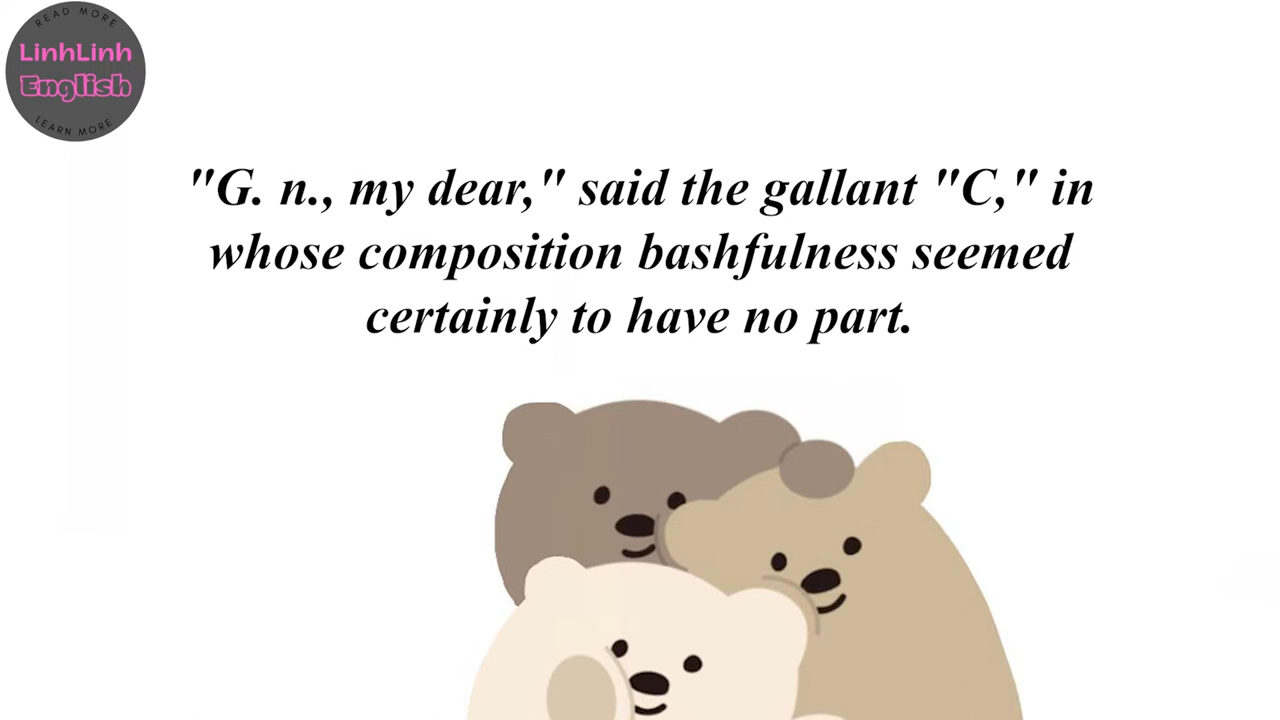 READ MORE
LinhLinh
English
LEARN MORE
"G. n., my dear," said the gallant "C," in
whose composition bashfulness seemed
certainly to have no part.